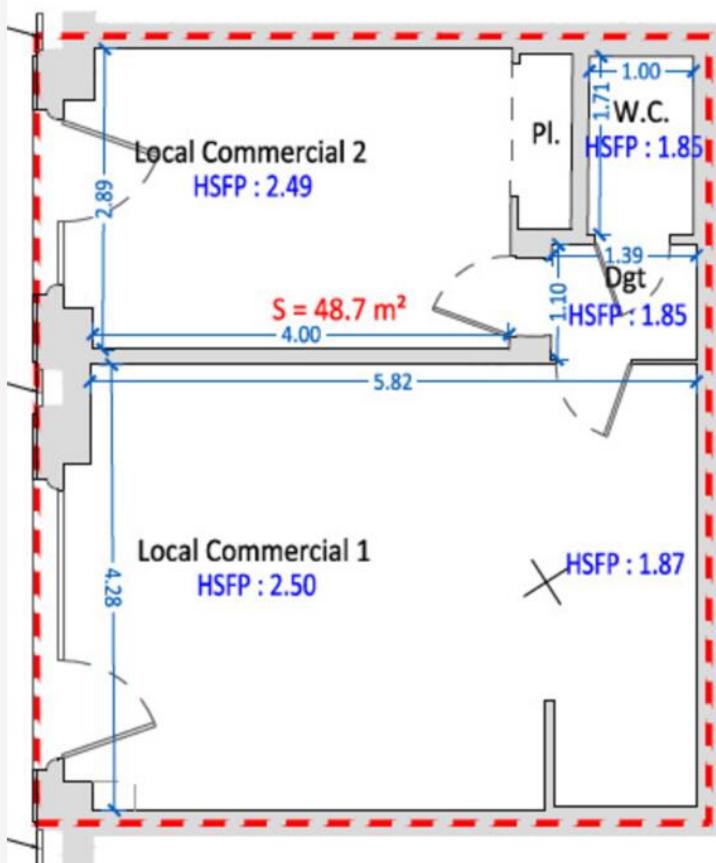 1.00
1.71
W.C.
HSFP : 1.85
Pl.
Local Commercial 2
HSFP : 2.49
2.89
1.39
Dgt
HSFP : 1.85
1.10
S = 48.7 m²
4.00
5.82
Local Commercial 1
HSFP : 2.50
HSFP : 1.87
4.28